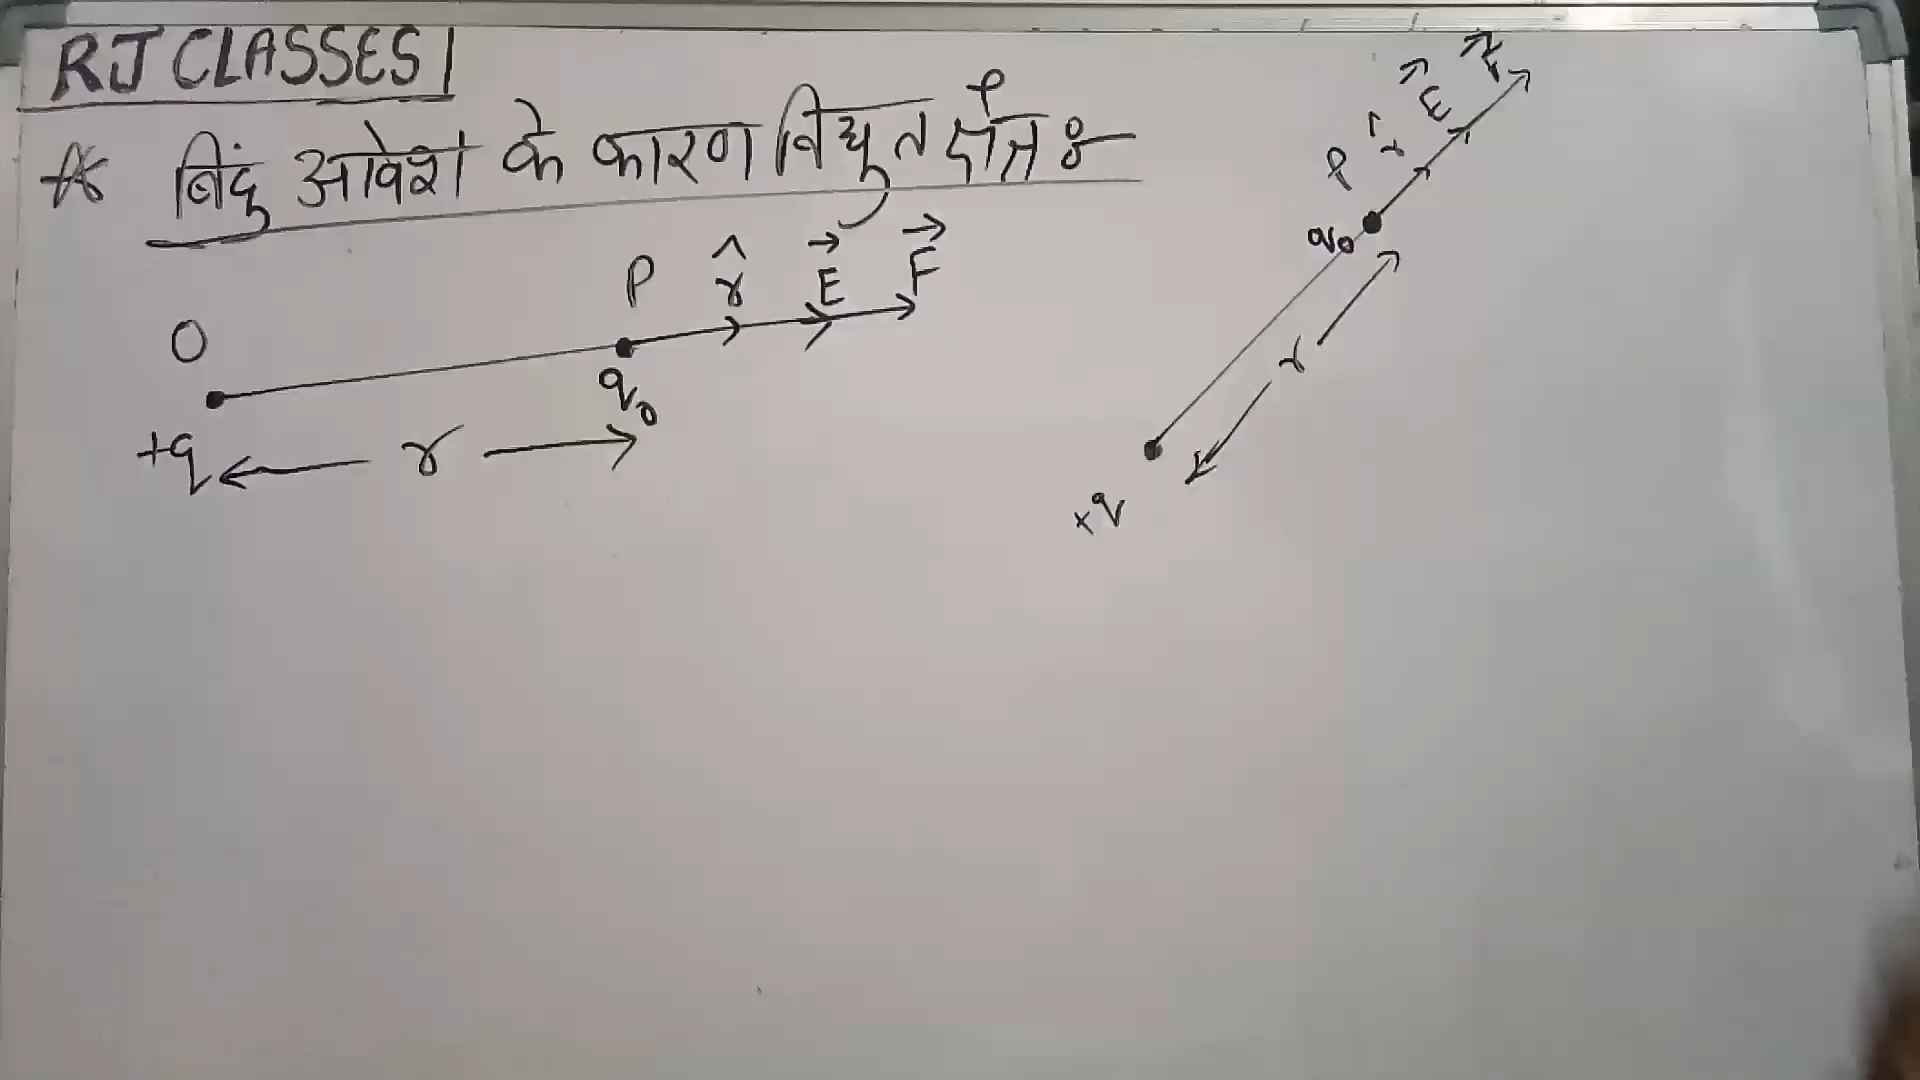 RJ CLASSES
* बिंदु आवेश के कारण विद्युत क्षेत्र :-
O P r̂ E⃗ F⃗
+q q₀
r
P r̂ E⃗
q₀
r
+q